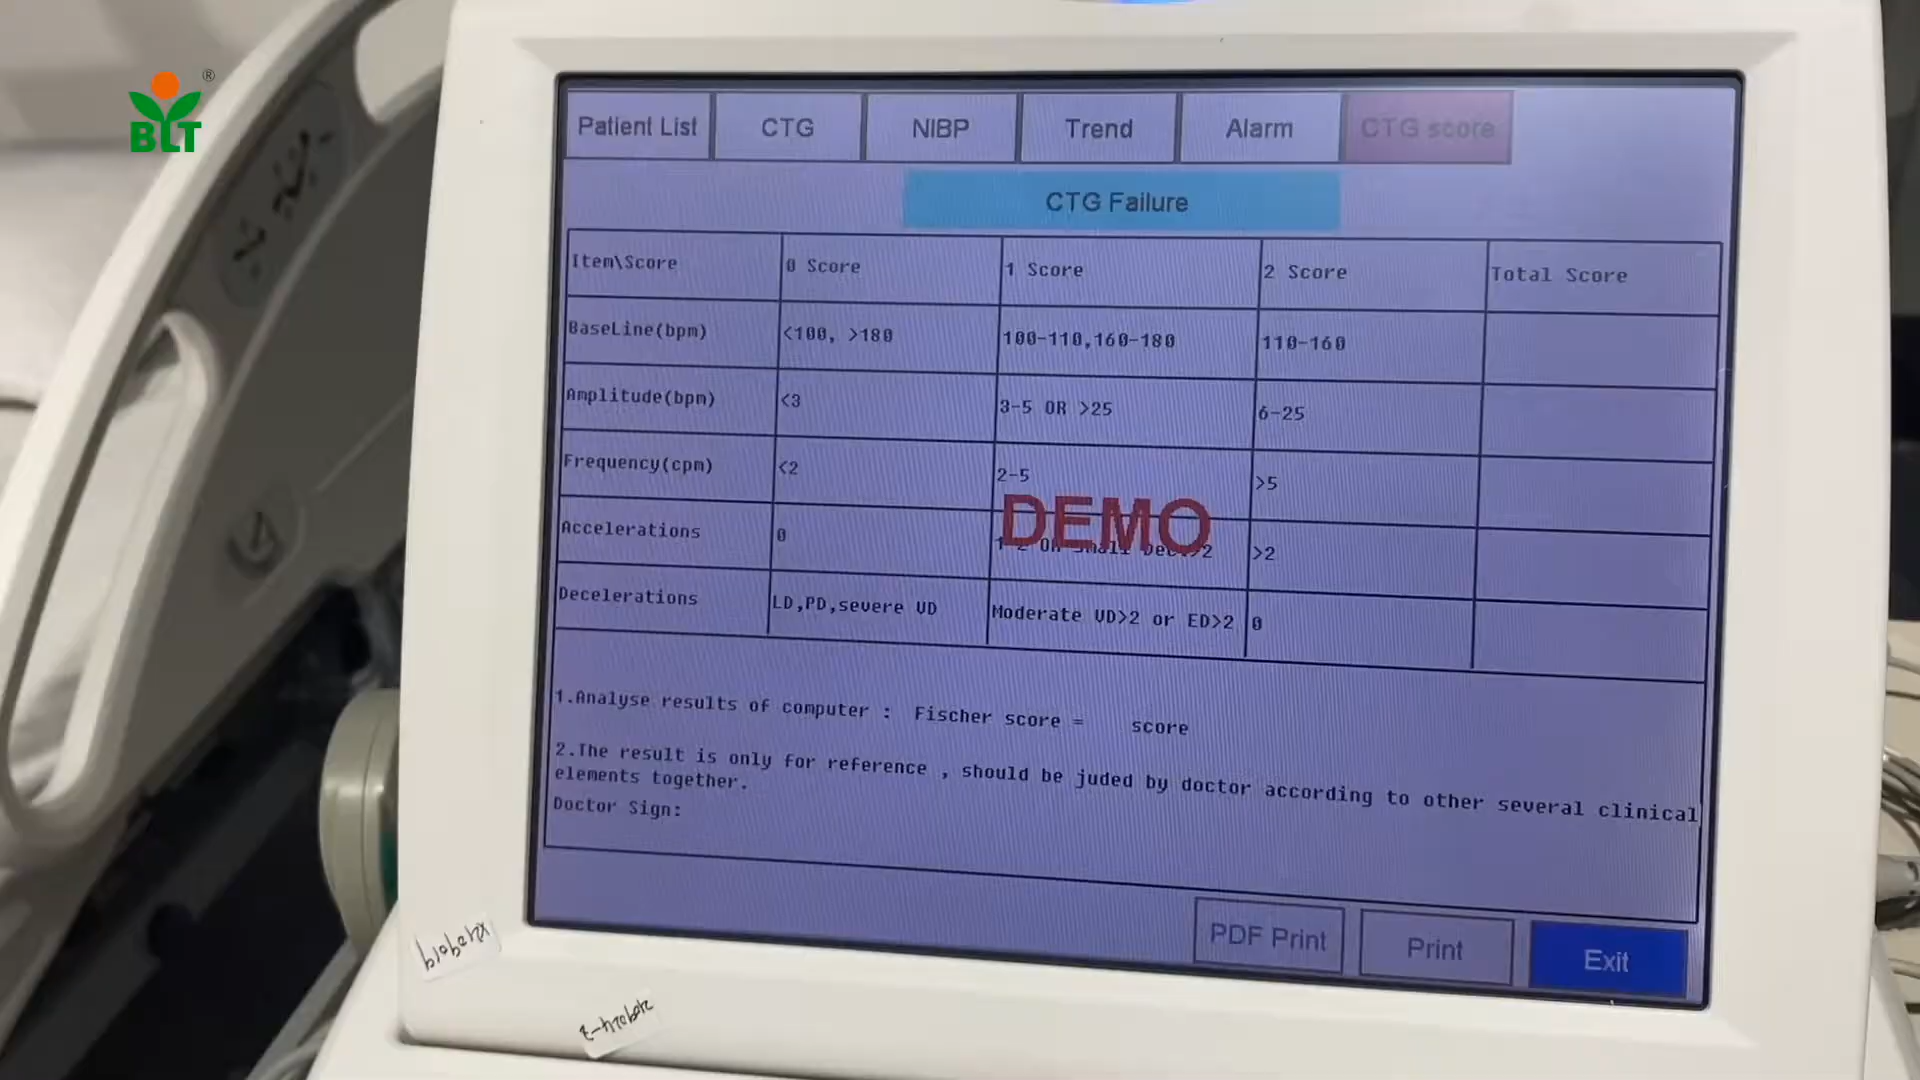 BLT®
Patient List CTG NIBP Trend Alarm CTG score
CTG Failure
Item\Score 0 Score 1 Score 2 Score Total Score
BaseLine(bpm) <100, >180 100-110,160-180 110-160
Amplitude(bpm) <3 3-5 OR >25 6-25
Frequency(cpm) <2 2-5 >5
DEMO
Accelerations 0 1-2 OR Small >2 >2
Decelerations LD,PD,severe VD Moderate VD>2 or ED>2 0
1.Analyse results of computer : Fischer score = score
2.The result is only for reference , should be juded by doctor according to other several clinical
elements together.
Doctor Sign:
PDF Print Print Exit